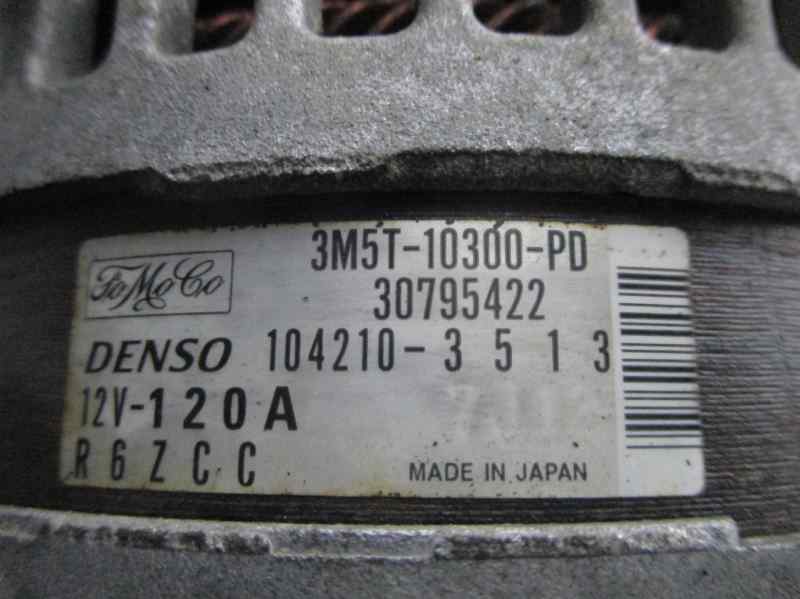 3M5T-10300-PD
FoMoCo
30795422
DENSO 104210-3513
12V-120A
R6ZCC
MADE IN JAPAN